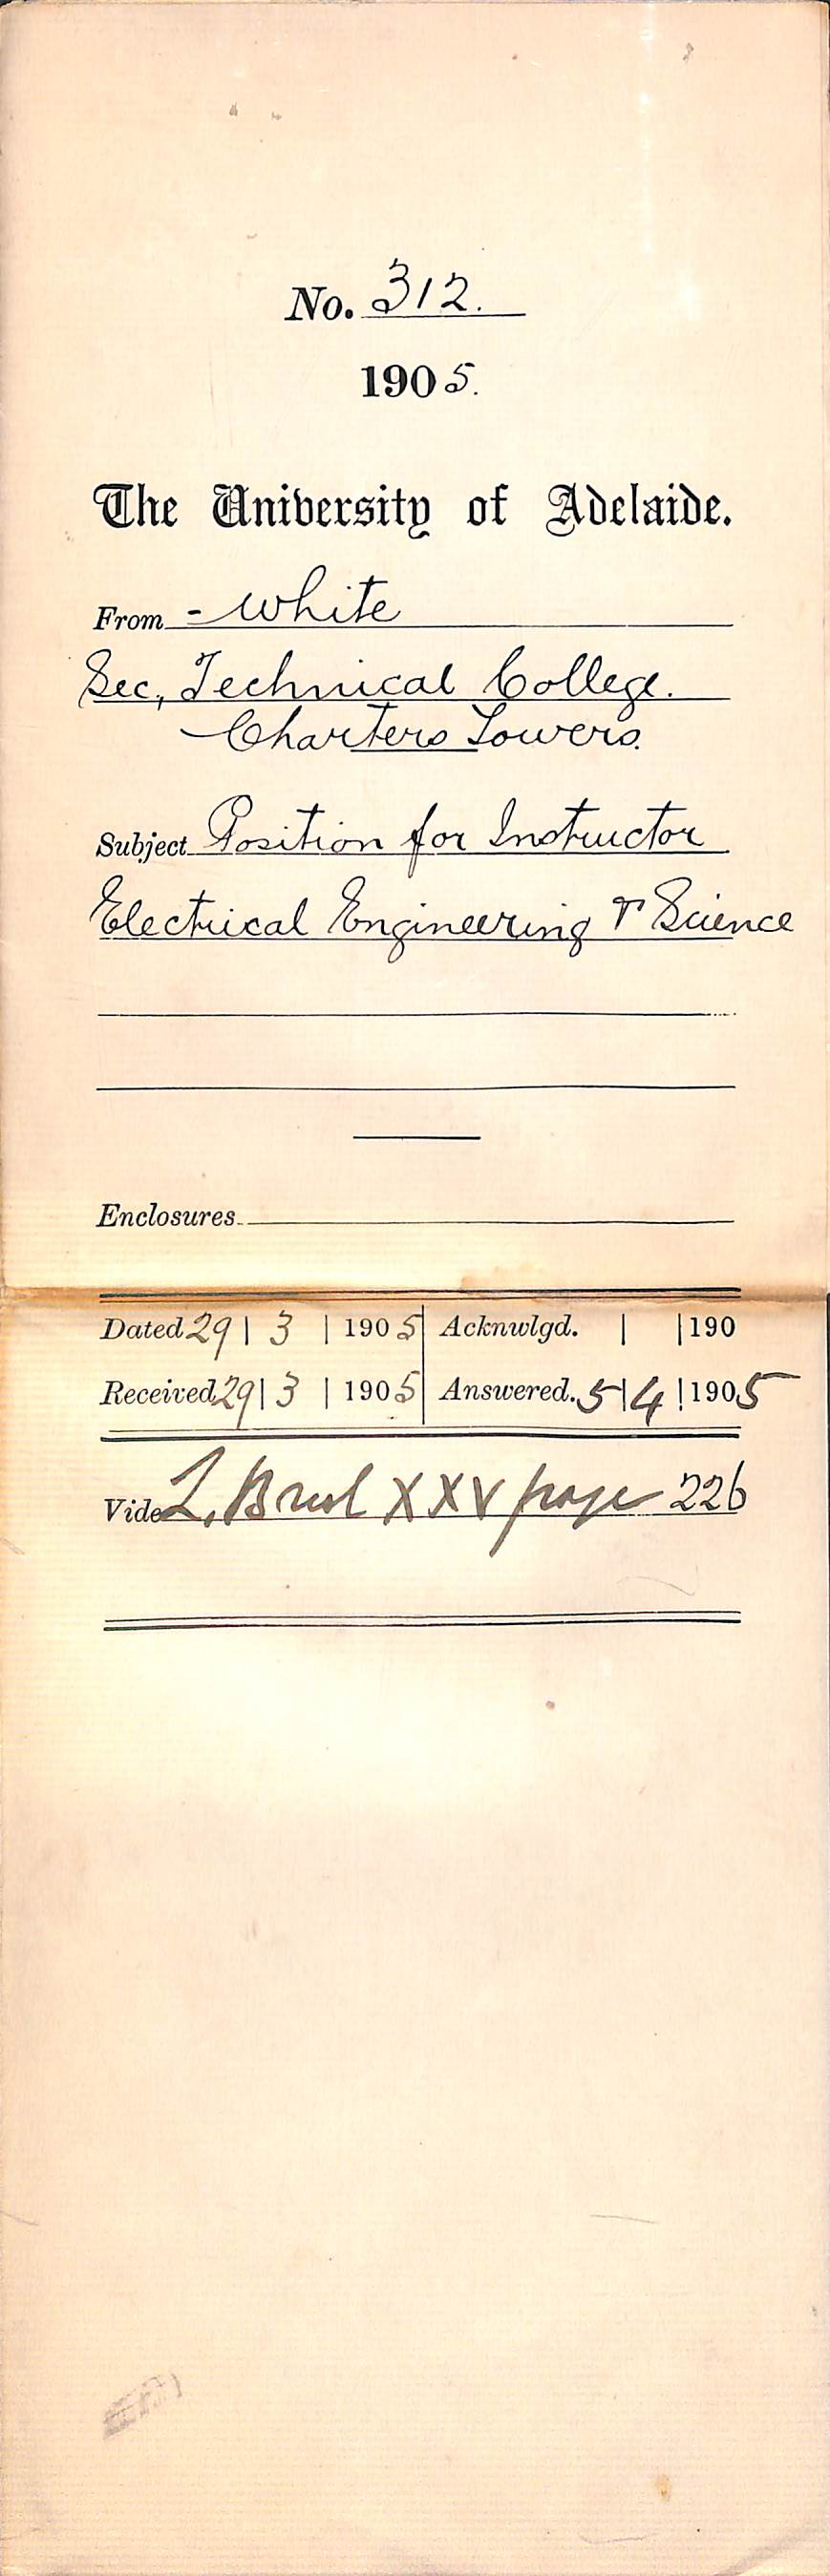 No. 312.
1905.
The University of Adelaide.
From - White
Sec, Technical College.
Charters Towers.
Subject Position for Instructor
Electrical Engineering & Science
Enclosures
Dated 29 | 3 | 1905 | Acknwlgd. | | 190
Received 29 | 3 | 1905 | Answered. 5 | 4 | 1905
Vide L. XXV page 226